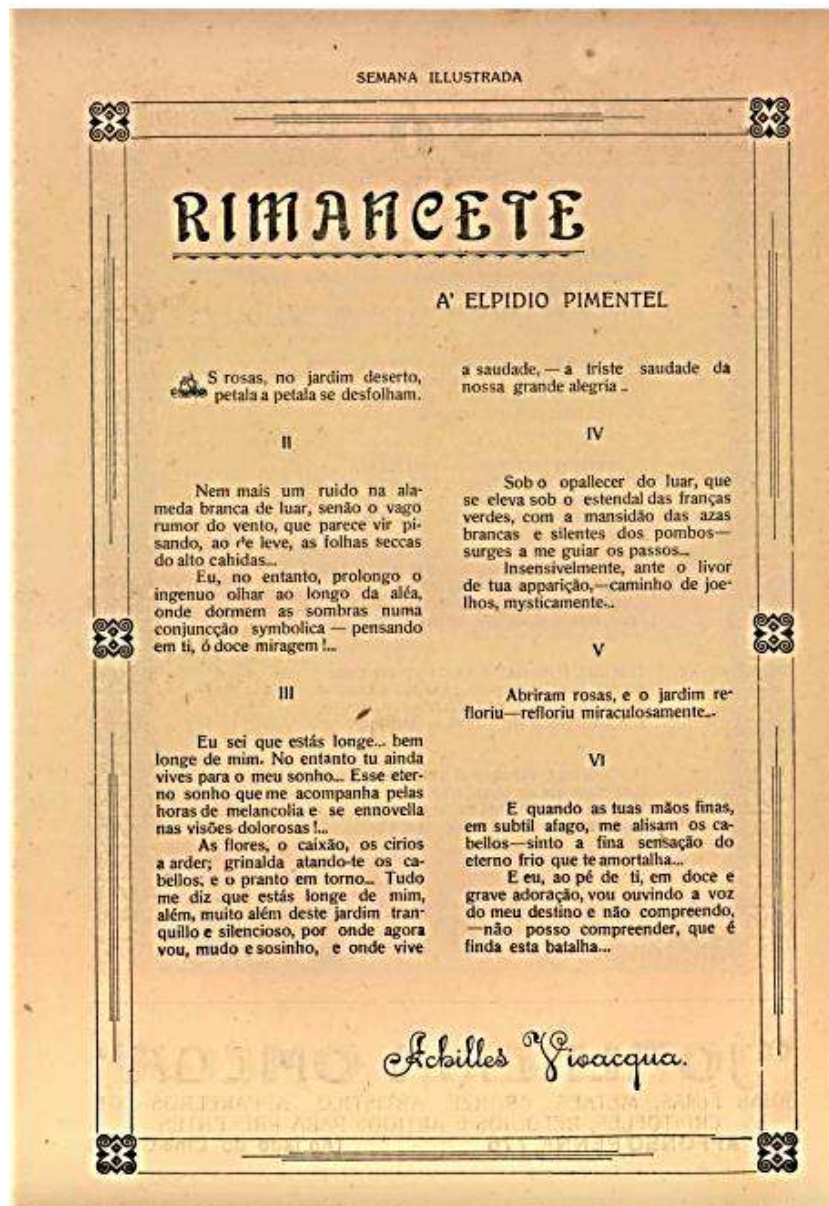 SEMANA ILLUSTRADA
RIMANCETE
A' ELPIDIO PIMENTEL
S rosas, no jardim deserto,
petala a petala se desfolham.
II
Nem mais um ruido na ala-
meda branca de luar, senão o vago
rumor do vento, que parece vir pi-
sando, ao de leve, as folhas seccas
do alto cahidas...
Eu, no entanto, prolongo o
ingenuo olhar ao longo da aléa,
onde dormem as sombras numa
conjuncção symbolica — pensando
em ti, ó doce miragem !...
III
Eu sei que estás longe... bem
longe de mim. No entanto tu ainda
vives para o meu sonho... Esse eter-
no sonho que me acompanha pelas
horas de melancolia e se ennovella
nas visões dolorosas !...
As flores, o caixão, os cirios
a arder; grinalda atando-te os ca-
bellos; e o pranto em torno... Tudo
me diz que estás longe de mim,
além, muito além deste jardim tran-
quillo e silencioso, por onde agora
vou, mudo e sosinho, e onde vive
a saudade, — a triste saudade da
nossa grande alegria ..
IV
Sob o opallecer do luar, que
se eleva sob o estendal das franças
verdes, com a mansidão das azas
brancas e silentes dos pombos—
surges a me guiar os passos...
Insensivelmente, ante o livor
de tua apparição,—caminho de joe-
lhos, mysticamente...
V
Abriram rosas, e o jardim re-
floriu—refloriu miraculosamente...
VI
E quando as tuas mãos finas,
em subtil afago, me alisam os ca-
bellos—sinto a fina sensação do
eterno frio que te amortalha...
E eu, ao pé de ti, em doce e
grave adoração, vou ouvindo a voz
do meu destino e não compreendo,
—não posso compreender, que é
finda esta batalha...
Achilles Vivacqua.